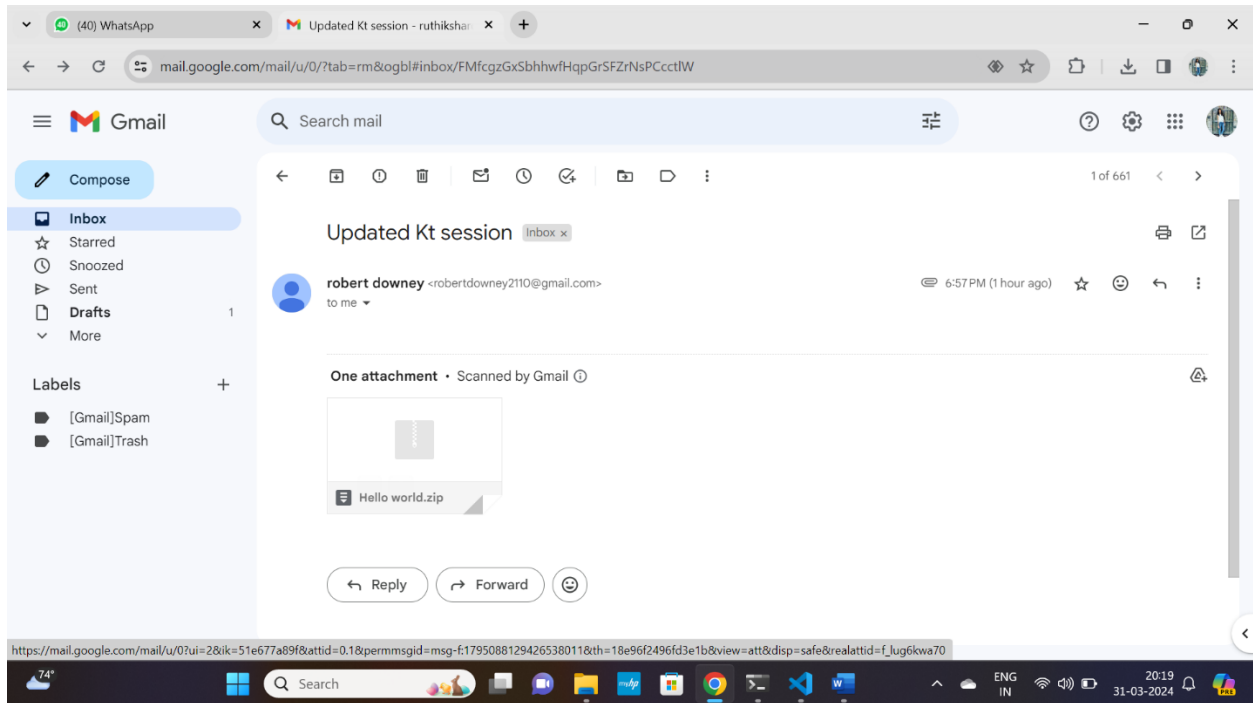 (40) WhatsApp
Updated Kt session - ruthikshar
mail.google.com/mail/u/0/?tab=rm&ogbl#inbox/FMfcgzGxSbhhwfHqpGrSFZrNsPCcctlW
Gmail
Search mail
Compose
1 of 661
Inbox
Starred
Snoozed
Sent
Drafts 1
More
Labels
[Gmail]Spam
[Gmail]Trash
Updated Kt session Inbox x
robert downey <robertdowney2110@gmail.com>
6:57 PM (1 hour ago)
to me
One attachment • Scanned by Gmail
Hello world.zip
Reply Forward
https://mail.google.com/mail/u/0?ui=2&ik=51e677a89f&attid=0.1&permmsgid=msg-f:1795088129426538011&th=18e96f2496fd3e1b&view=att&disp=safe&realattid=f_lug6kwa70
74°
Search
myhp
ENG
IN
20:19
31-03-2024
PRE